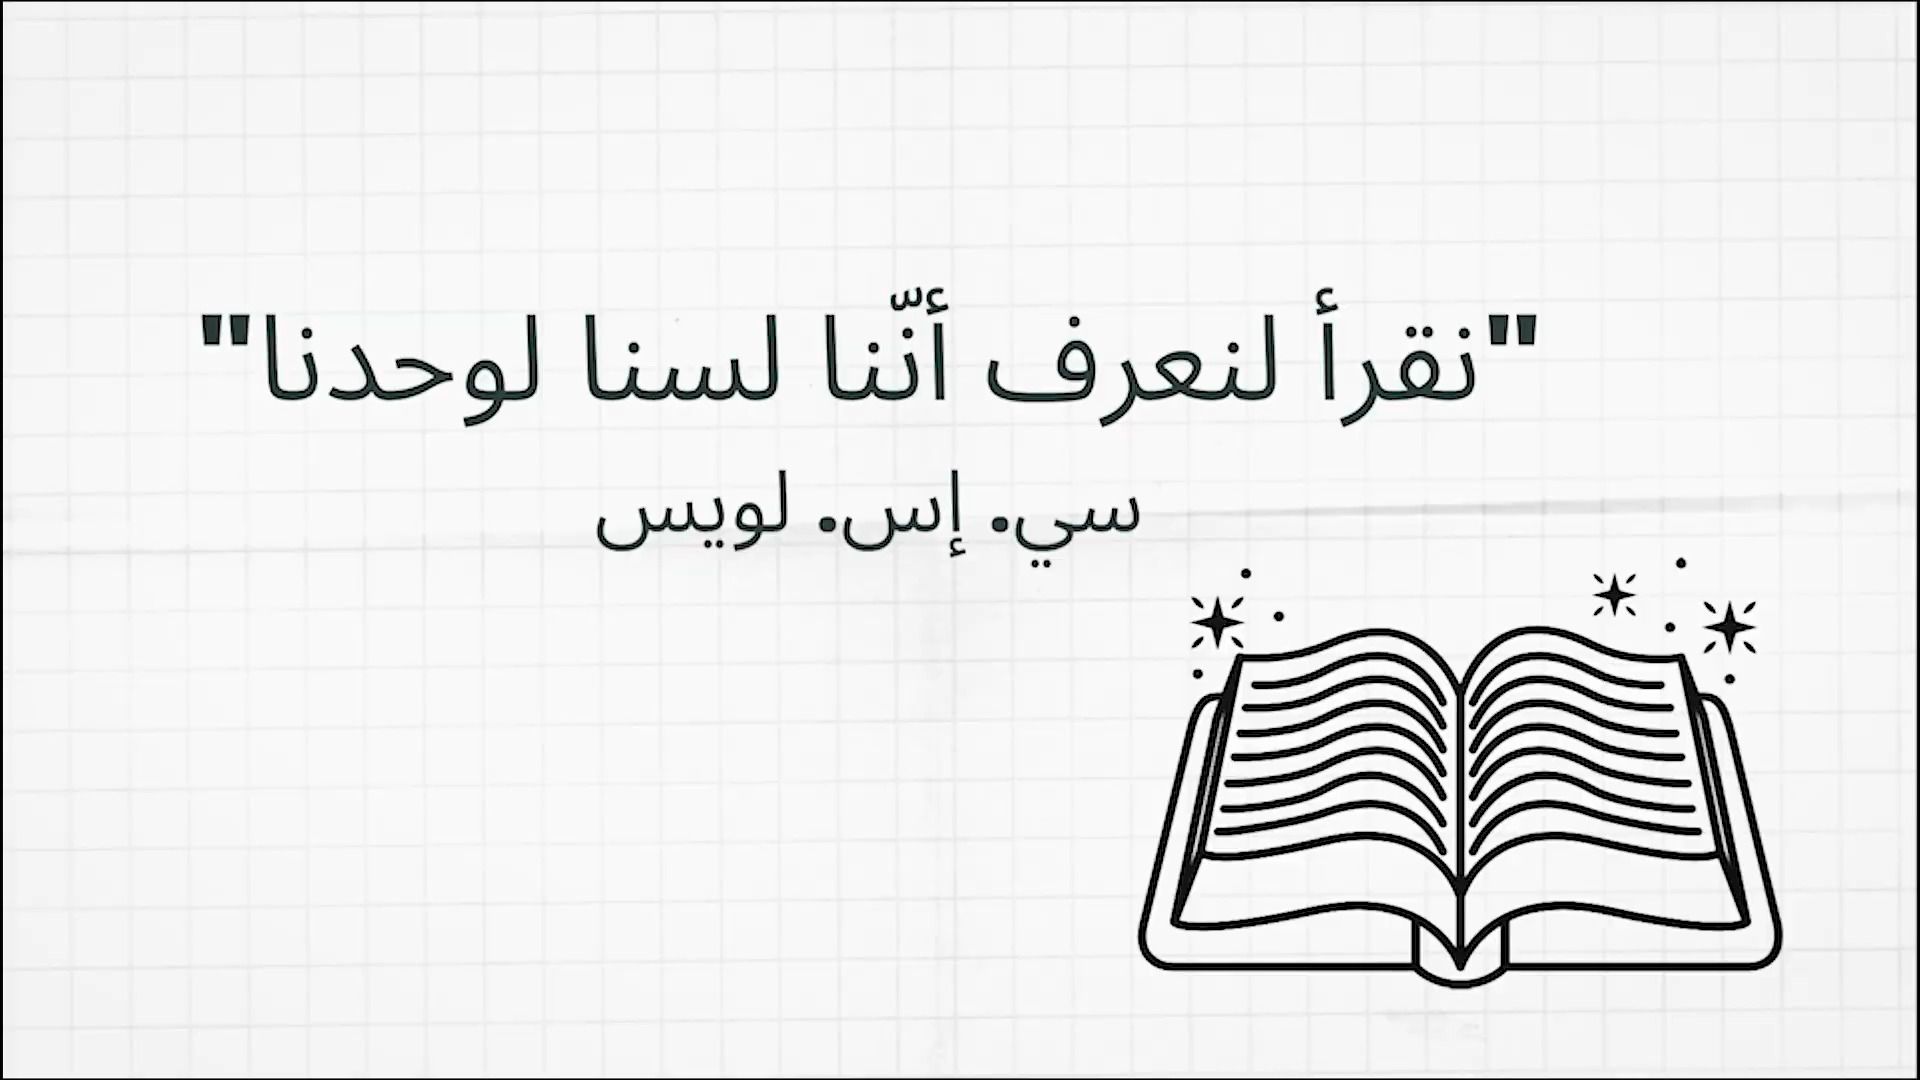 "نقرأ لنعرف أنّنا لسنا لوحدنا"
سي. إس. لويس